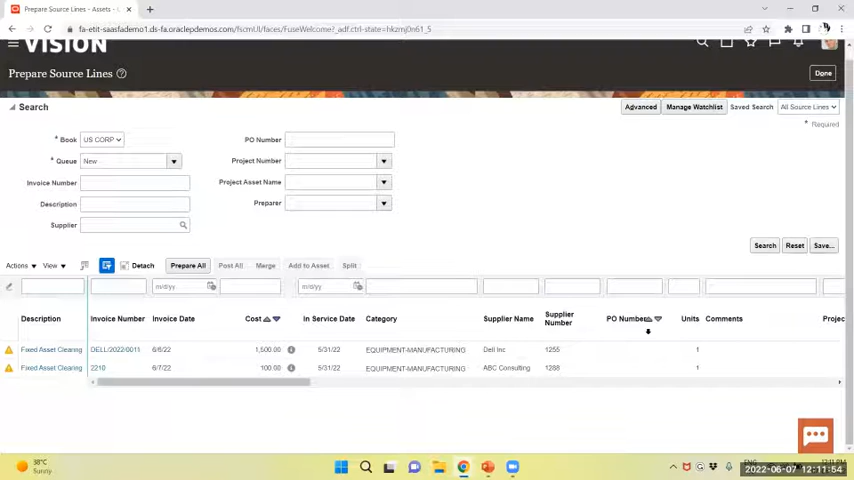 Prepare Source Lines - Assets - 
fa-etit-saasfademo1.ds-fa.oraclepdemos.com/fscmUI/faces/FuseWelcome?_adf.ctrl-state=hkzmj0n61_5
VISION
Prepare Source Lines
Done
Search
Advanced Manage Watchlist Saved Search All Source Lines
* Required
* Book US CORP
PO Number
* Queue New
Project Number
Invoice Number
Project Asset Name
Description
Preparer
Supplier
Search Reset Save...
Actions View Detach Prepare All Post All Merge Add to Asset Split
m/d/yy m/d/yy
Description Invoice Number Invoice Date Cost In Service Date Category Supplier Name Supplier Number PO Number Units Comments Projec
Fixed Asset Clearing DELL/2022/0011 6/6/22 1,500.00 5/31/22 EQUIPMENT-MANUFACTURING Dell Inc 1255 1
Fixed Asset Clearing 2210 6/7/22 100.00 5/31/22 EQUIPMENT-MANUFACTURING ABC Consulting 1288 1
38°C
Sunny
ENG
12:11 PM
2022-06-07 12:11:54